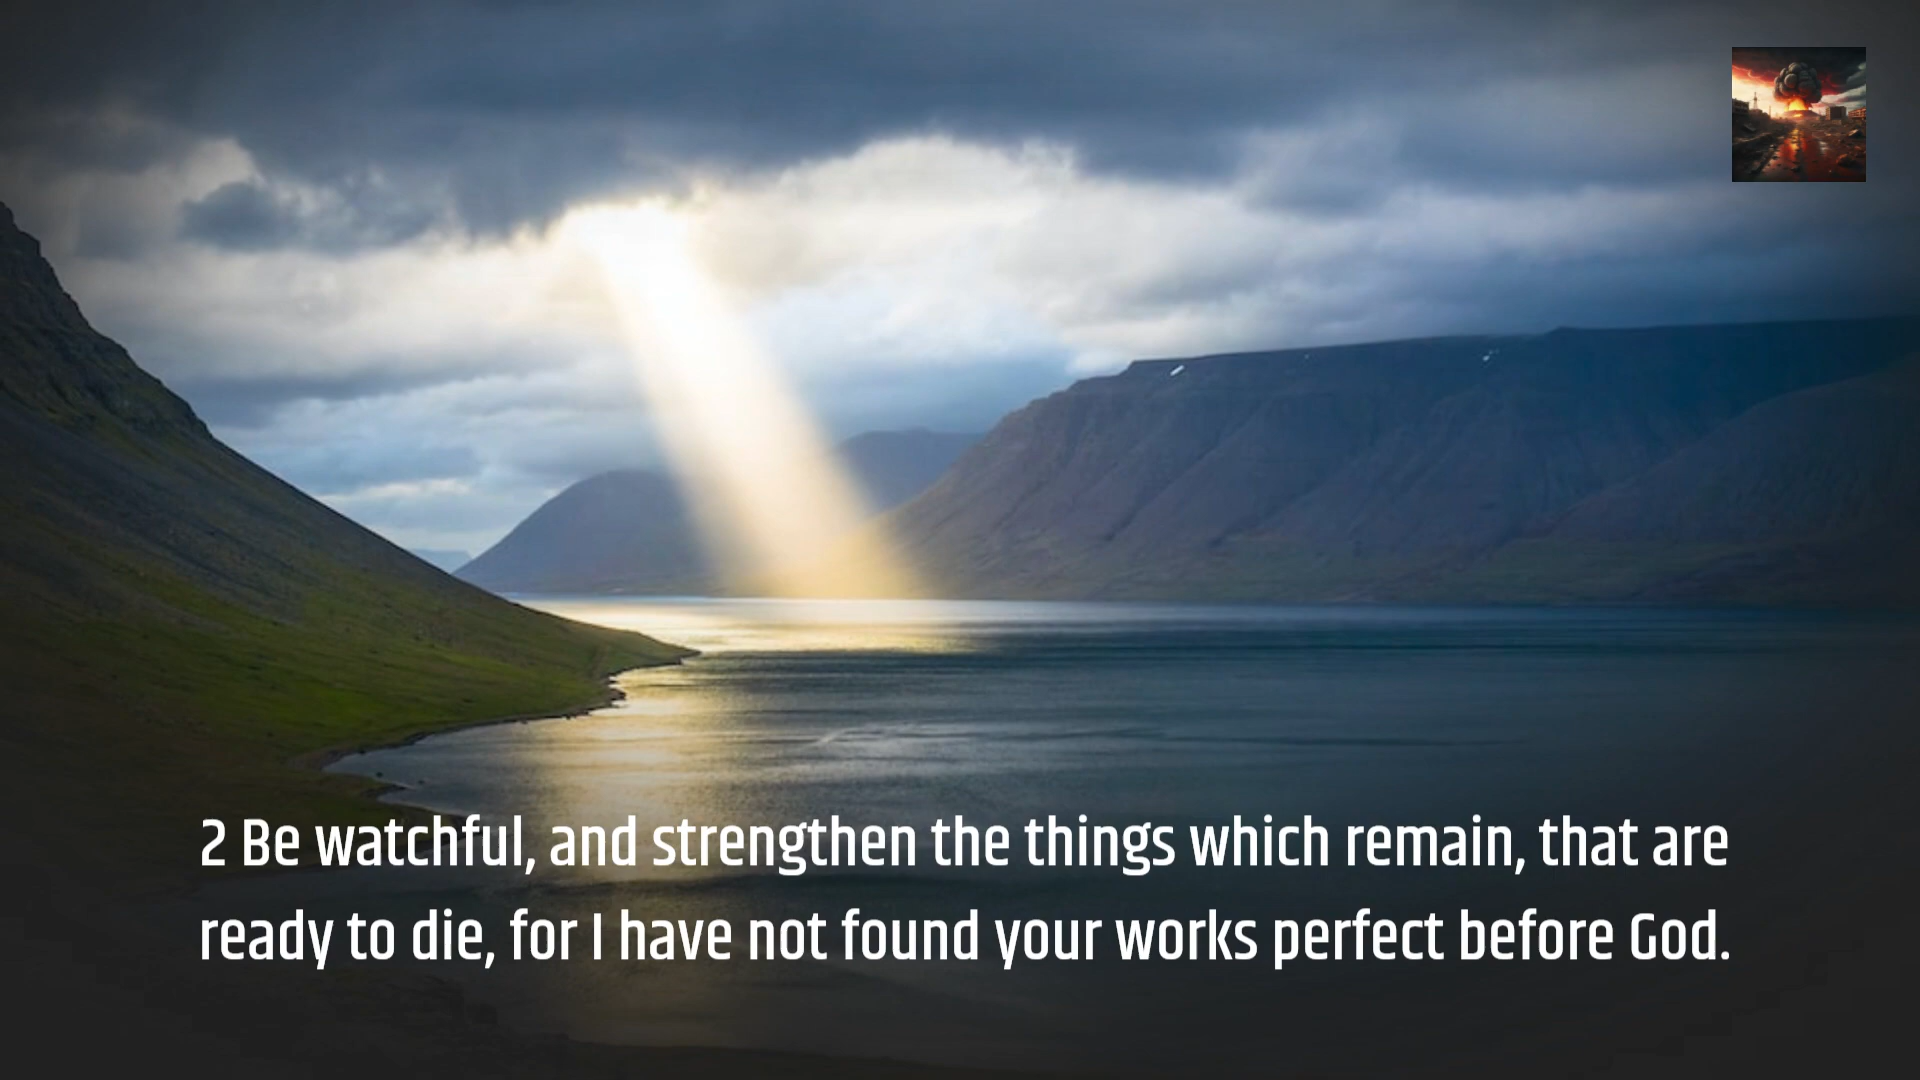 2 Be watchful, and strengthen the things which remain, that are
ready to die, for I have not found your works perfect before God.